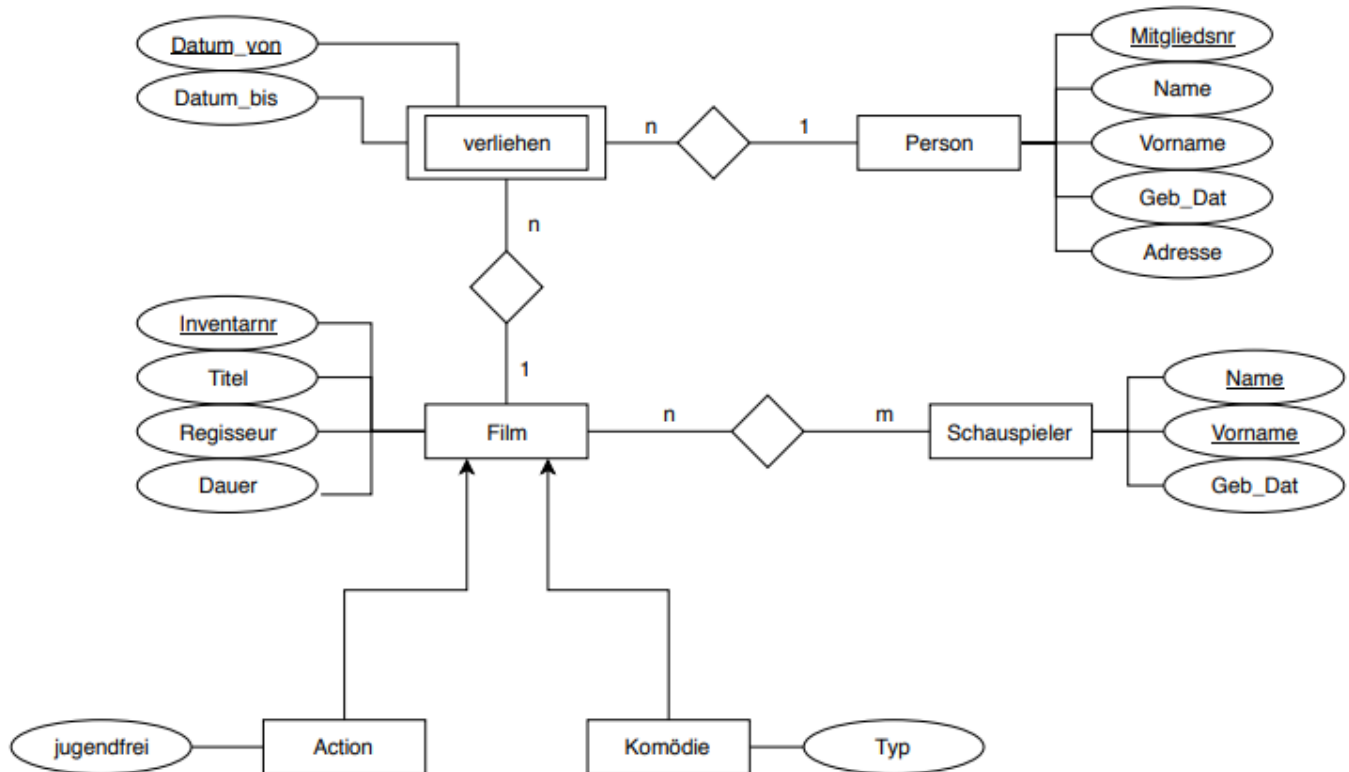 Datum_von
Datum_bis
verliehen
n
1
Person
Mitgliedsnr
Name
Vorname
Geb_Dat
Adresse
n
1
Inventarnr
Titel
Regisseur
Dauer
Film
n
m
Schauspieler
Name
Vorname
Geb_Dat
jugendfrei
Action
Komödie
Typ